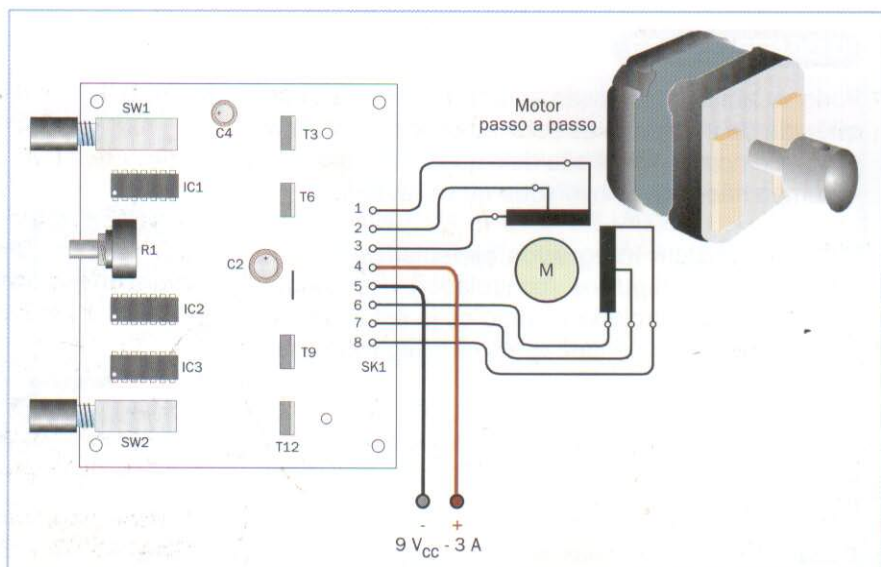 SW1
C4
T3
IC1
T6
R1
C2
IC2
T9
IC3
SW2
T12
1
2
3
4
5
6
7
8
SK1
Motor
passo a passo
M
- +
9 VCC - 3 A